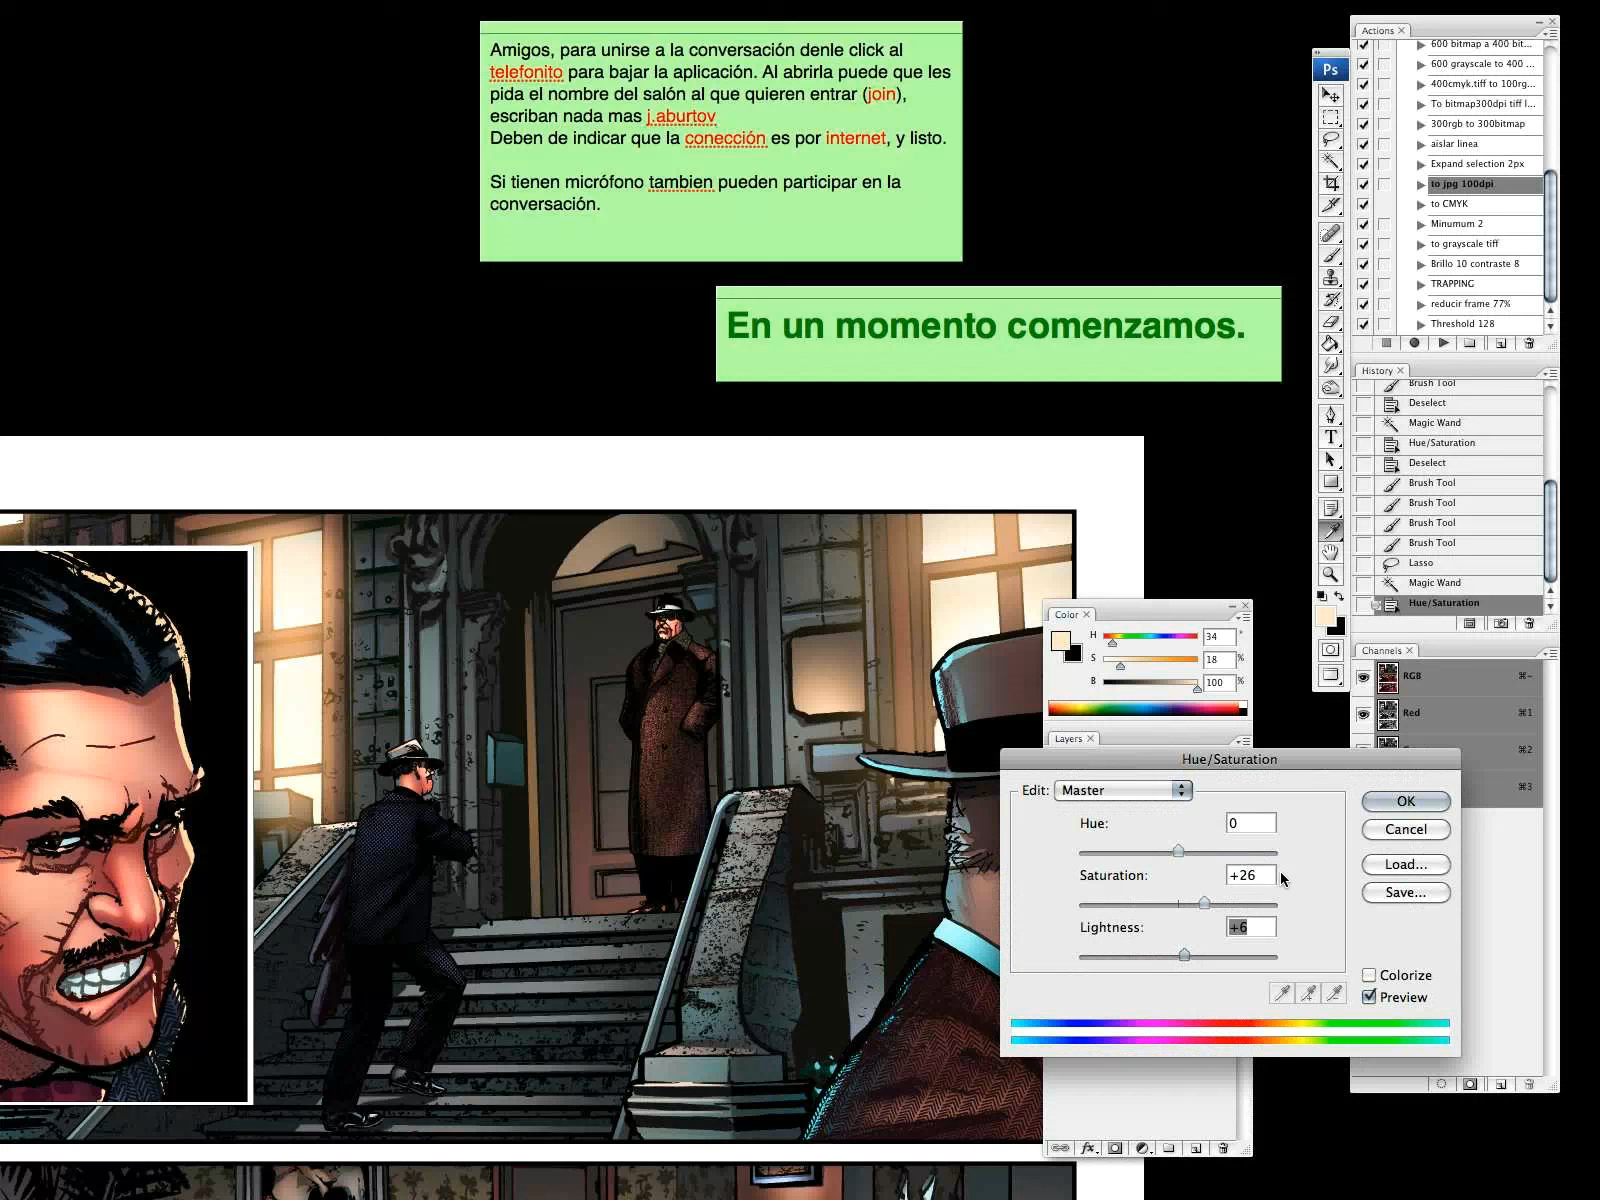 Amigos, para unirse a la conversación denle click al
telefonito para bajar la aplicación. Al abrirla puede que les
pida el nombre del salón al que quieren entrar (join),
escriban nada mas j.aburtov
Deben de indicar que la conección es por internet, y listo.
Si tienen micrófono tambien pueden participar en la
conversación.
En un momento comenzamos.
Ps
Actions
600 bitmap a 400 bit...
600 grayscale to 400 ...
400cmyk.tiff to 100rg...
To bitmap300dpi tiff l...
300rgb to 300bitmap
aislar linea
Expand selection 2px
to jpg 100dpi
to CMYK
Minumum 2
to grayscale tiff
Brillo 10 contraste 8
TRAPPING
reducir frame 77%
Threshold 128
History
Brush Tool
Deselect
Magic Wand
Hue/Saturation
Deselect
Brush Tool
Brush Tool
Brush Tool
Brush Tool
Lasso
Magic Wand
Hue/Saturation
Channels
RGB ⌘~
Red ⌘1
⌘2
⌘3
Color
H 34 °
S 18 %
B 100 %
Layers
Hue/Saturation
Edit: Master
Hue: 0
Saturation: +26
Lightness: +6
OK
Cancel
Load...
Save...
Colorize
Preview
fx